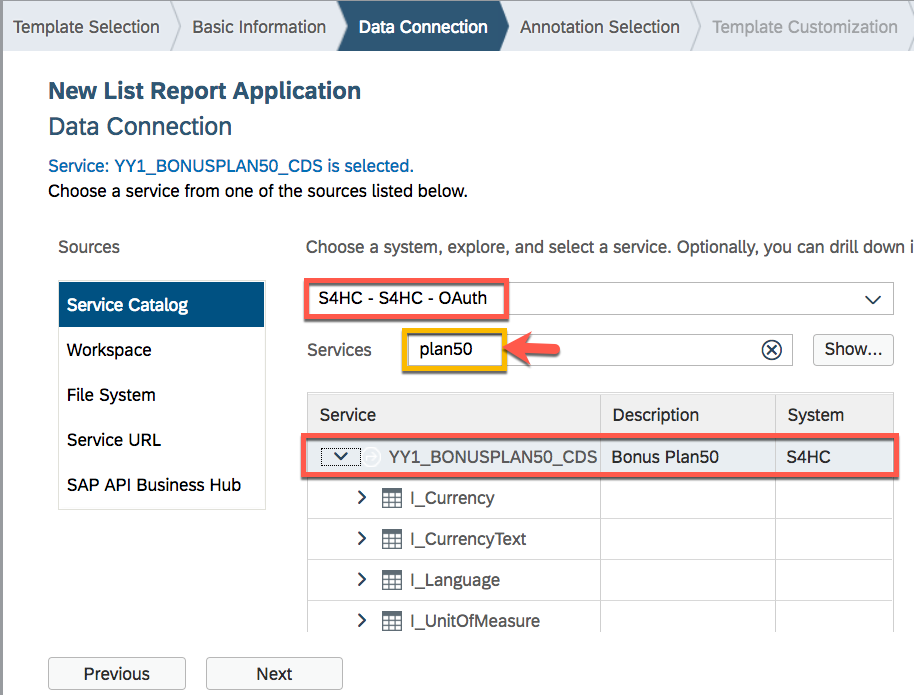 Template Selection Basic Information Data Connection Annotation Selection Template Customization
New List Report Application
Data Connection
Service: YY1_BONUSPLAN50_CDS is selected.
Choose a service from one of the sources listed below.
Sources
Service Catalog
Workspace
File System
Service URL
SAP API Business Hub
Choose a system, explore, and select a service. Optionally, you can drill down i
S4HC - S4HC - OAuth
Services plan50 Show...
Service Description System
YY1_BONUSPLAN50_CDS Bonus Plan50 S4HC
I_Currency
I_CurrencyText
I_Language
I_UnitOfMeasure
Previous Next